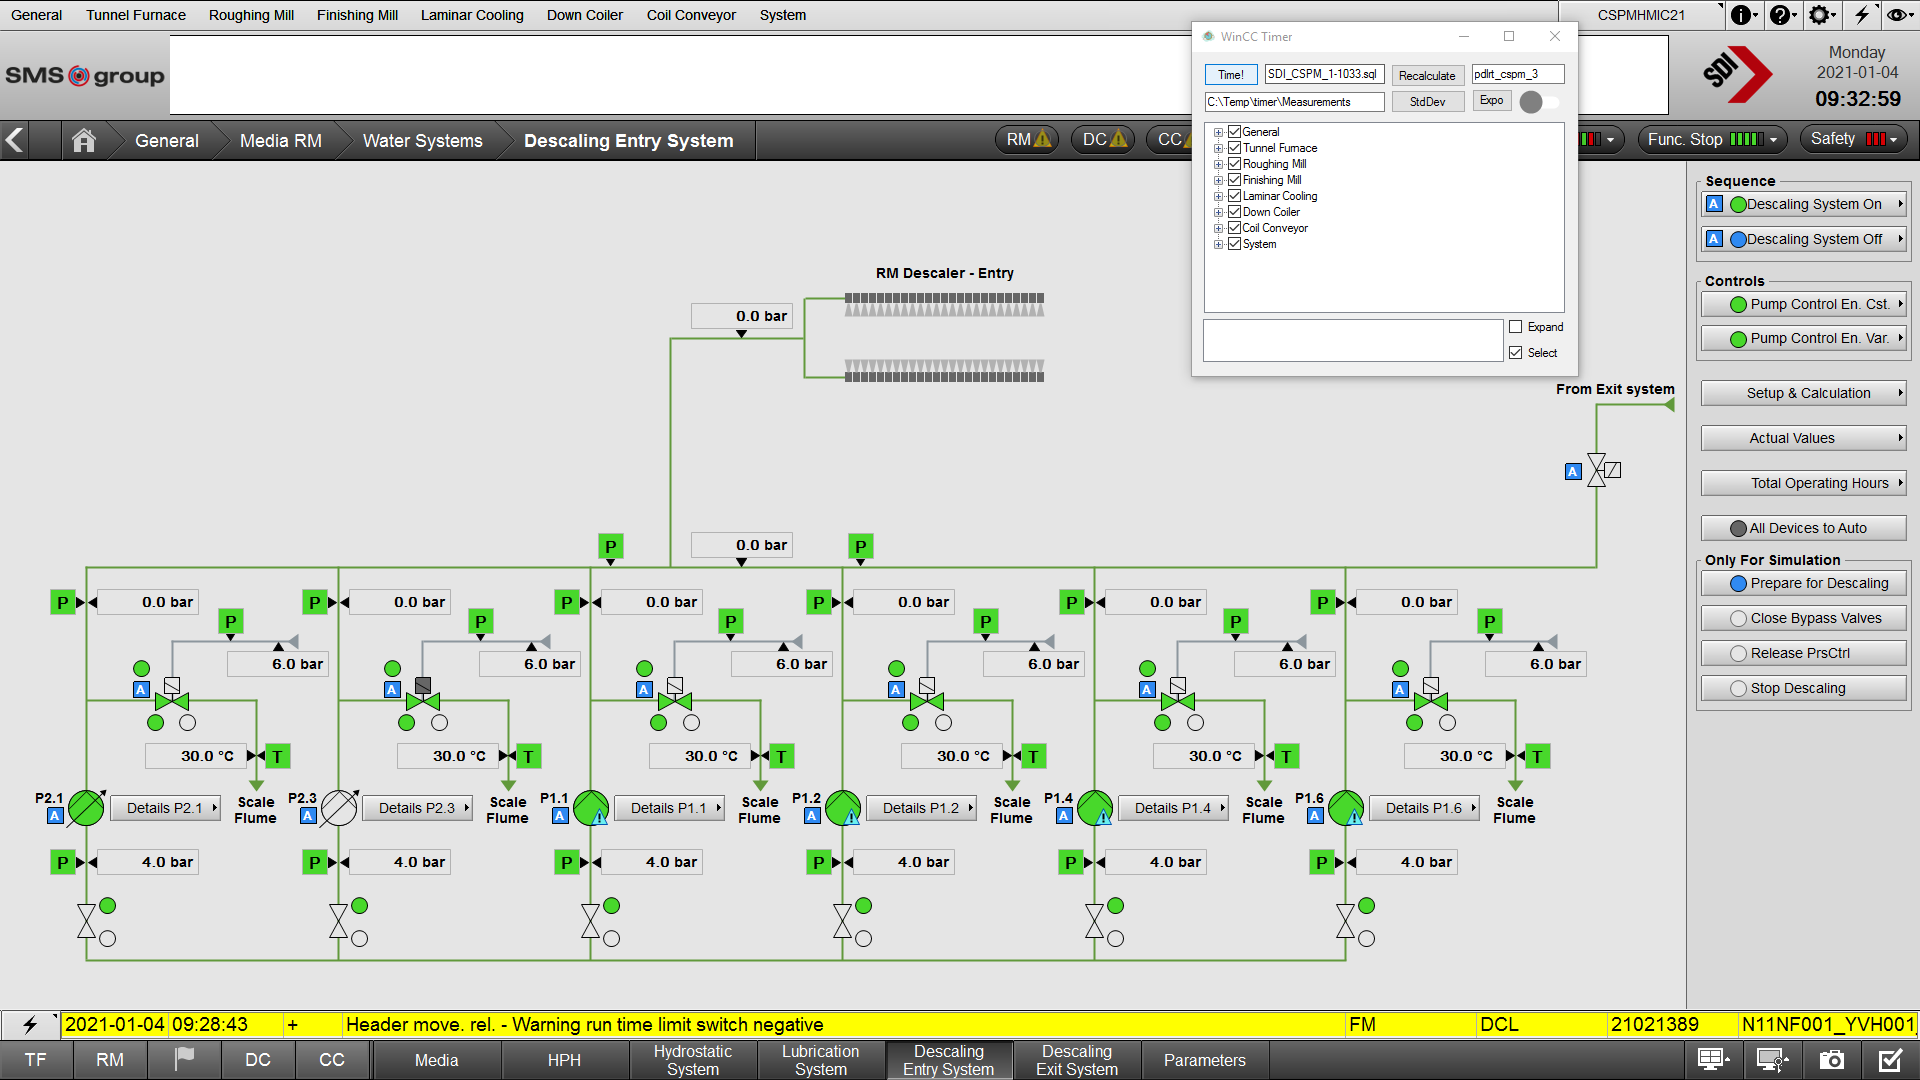 General Tunnel Furnace Roughing Mill Finishing Mill Laminar Cooling Down Coiler Coil Conveyor System CSPMHMIC21
SMS group
SDI
Monday
2021-01-04
09:32:59
General Media RM Water Systems Descaling Entry System RM DC CC Func. Stop Safety
WinCC Timer
Time! SDI_CSPM_1-1033.sql Recalculate pdlrt_cspm_3
C:\Temp\timer\Measurements StdDev Expo
General
Tunnel Furnace
Roughing Mill
Finishing Mill
Laminar Cooling
Down Coiler
Coil Conveyor
System
Expand
Select
Sequence
A Descaling System On
A Descaling System Off
Controls
Pump Control En. Cst.
Pump Control En. Var.
Setup & Calculation
Actual Values
Total Operating Hours
All Devices to Auto
Only For Simulation
Prepare for Descaling
Close Bypass Valves
Release PrsCtrl
Stop Descaling
RM Descaler - Entry
0.0 bar
From Exit system
A
P 0.0 bar P
P 0.0 bar P 0.0 bar P 0.0 bar P 0.0 bar P 0.0 bar P 0.0 bar
P P P P P P
6.0 bar 6.0 bar 6.0 bar 6.0 bar 6.0 bar 6.0 bar
A A A A A A
30.0 °C T 30.0 °C T 30.0 °C T 30.0 °C T 30.0 °C T 30.0 °C T
P2.1 A Details P2.1 Scale Flume P2.3 A Details P2.3 Scale Flume P1.1 A Details P1.1 Scale Flume P1.2 A Details P1.2 Scale Flume P1.4 A Details P1.4 Scale Flume P1.6 A Details P1.6 Scale Flume
P 4.0 bar P 4.0 bar P 4.0 bar P 4.0 bar P 4.0 bar P 4.0 bar
2021-01-04 09:28:43 + Header move. rel. - Warning run time limit switch negative FM DCL 21021389 N11NF001_YVH001
TF RM DC CC Media HPH Hydrostatic System Lubrication System Descaling Entry System Descaling Exit System Parameters